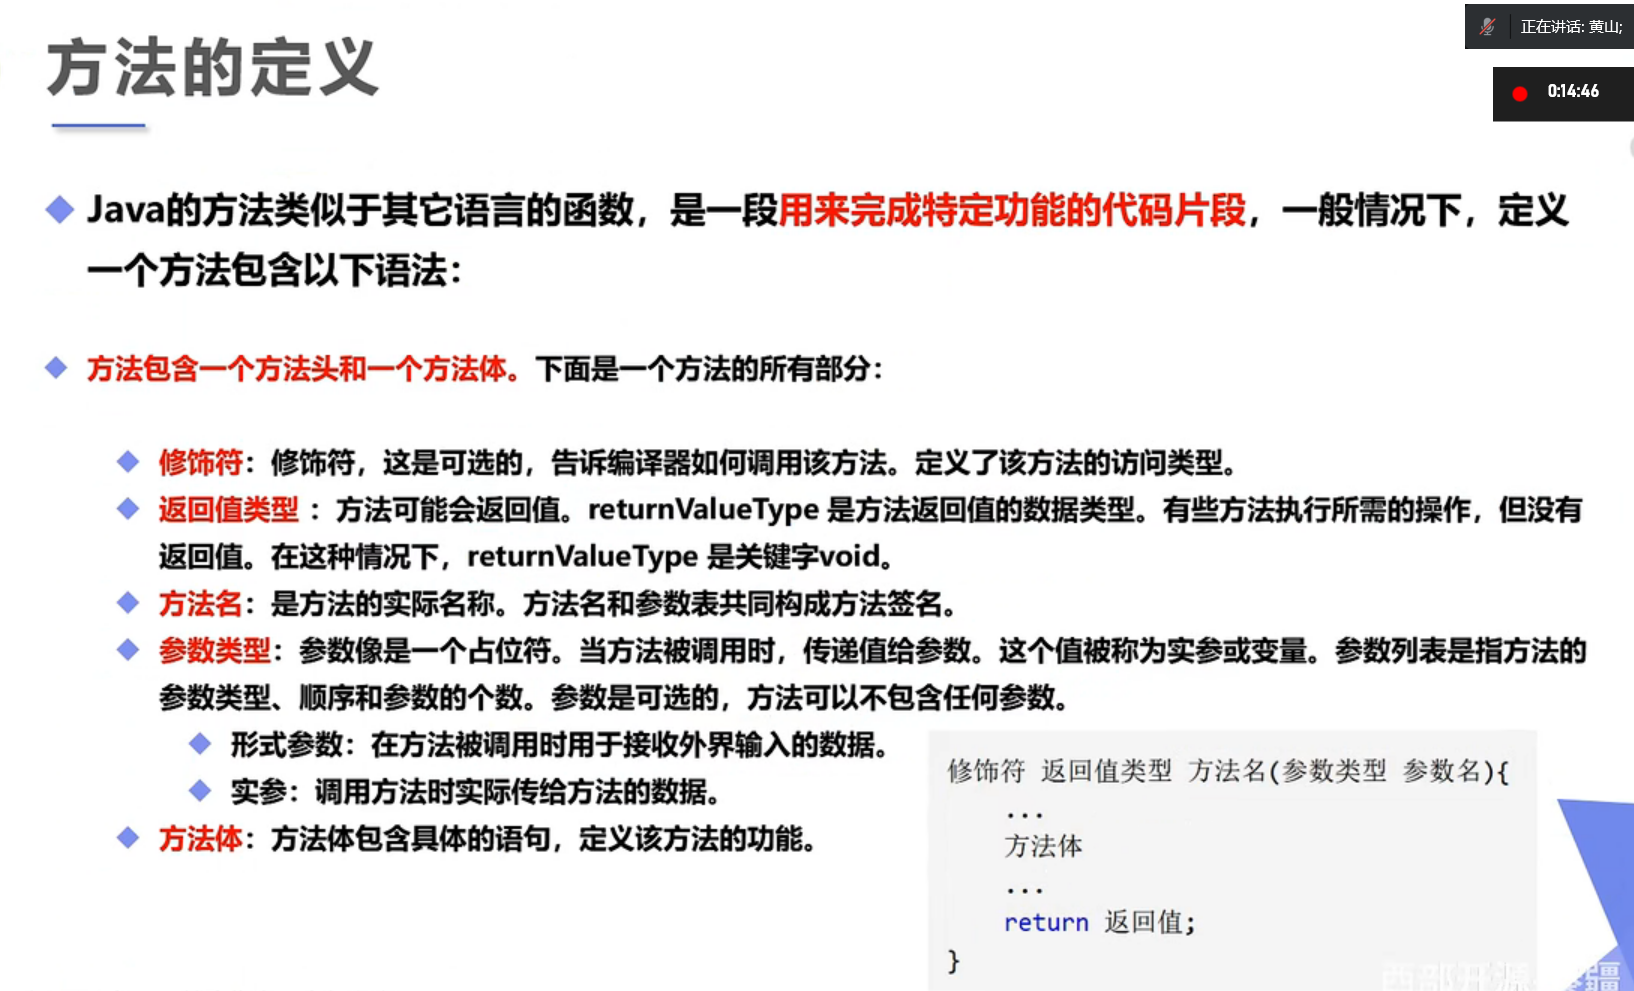 正在讲话: 黄山;
0:14:46
方法的定义
Java的方法类似于其它语言的函数，是一段用来完成特定功能的代码片段，一般情况下，定义
一个方法包含以下语法：
方法包含一个方法头和一个方法体。下面是一个方法的所有部分：
修饰符：修饰符，这是可选的，告诉编译器如何调用该方法。定义了该方法的访问类型。
返回值类型 ：方法可能会返回值。returnValueType 是方法返回值的数据类型。有些方法执行所需的操作，但没有
返回值。在这种情况下，returnValueType 是关键字void。
方法名：是方法的实际名称。方法名和参数表共同构成方法签名。
参数类型：参数像是一个占位符。当方法被调用时，传递值给参数。这个值被称为实参或变量。参数列表是指方法的
参数类型、顺序和参数的个数。参数是可选的，方法可以不包含任何参数。
形式参数：在方法被调用时用于接收外界输入的数据。
实参：调用方法时实际传给方法的数据。
方法体：方法体包含具体的语句，定义该方法的功能。
修饰符 返回值类型 方法名(参数类型 参数名){
...
方法体
...
return 返回值;
}
西部开源